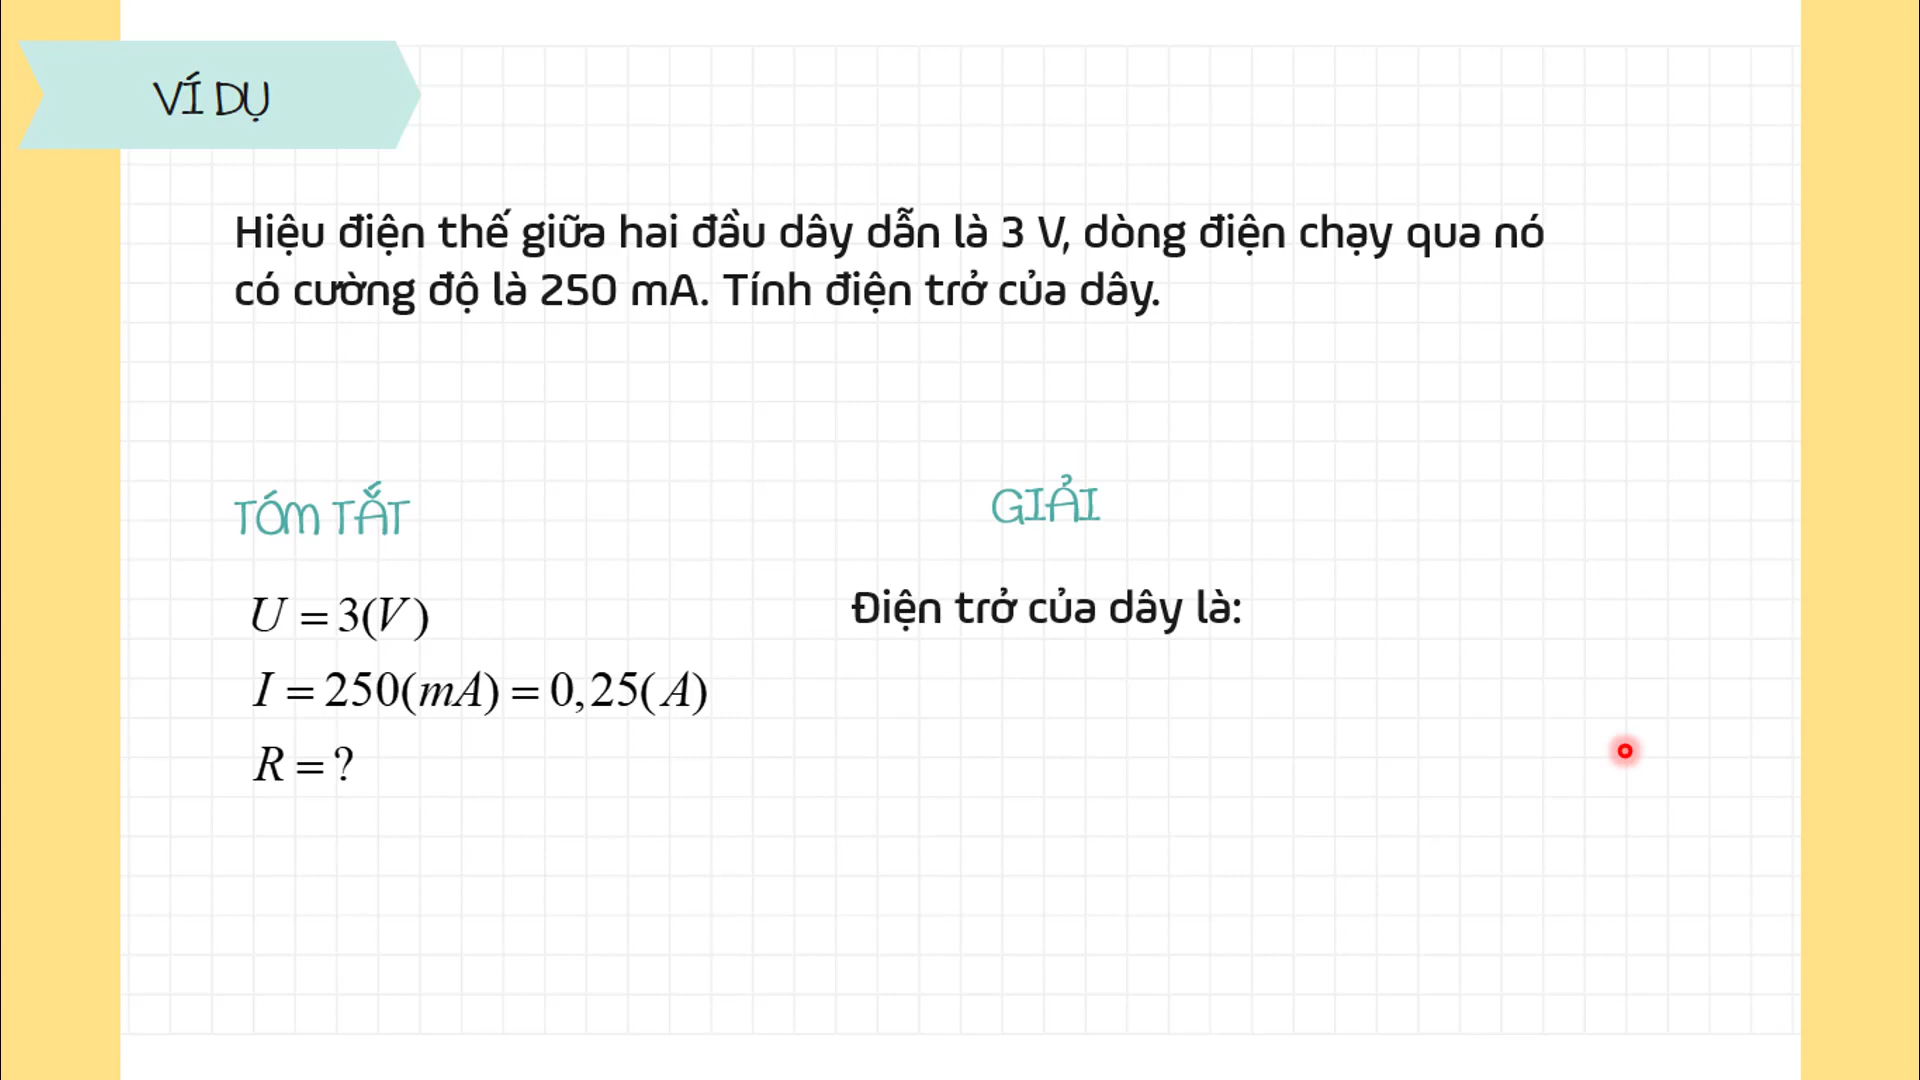 VÍ DỤ
Hiệu điện thế giữa hai đầu dây dẫn là 3 V, dòng điện chạy qua nó
có cường độ là 250 mA. Tính điện trở của dây.
TÓM TẮT
U = 3(V)
I = 250(mA) = 0,25(A)
R = ?
GIẢI
Điện trở của dây là: